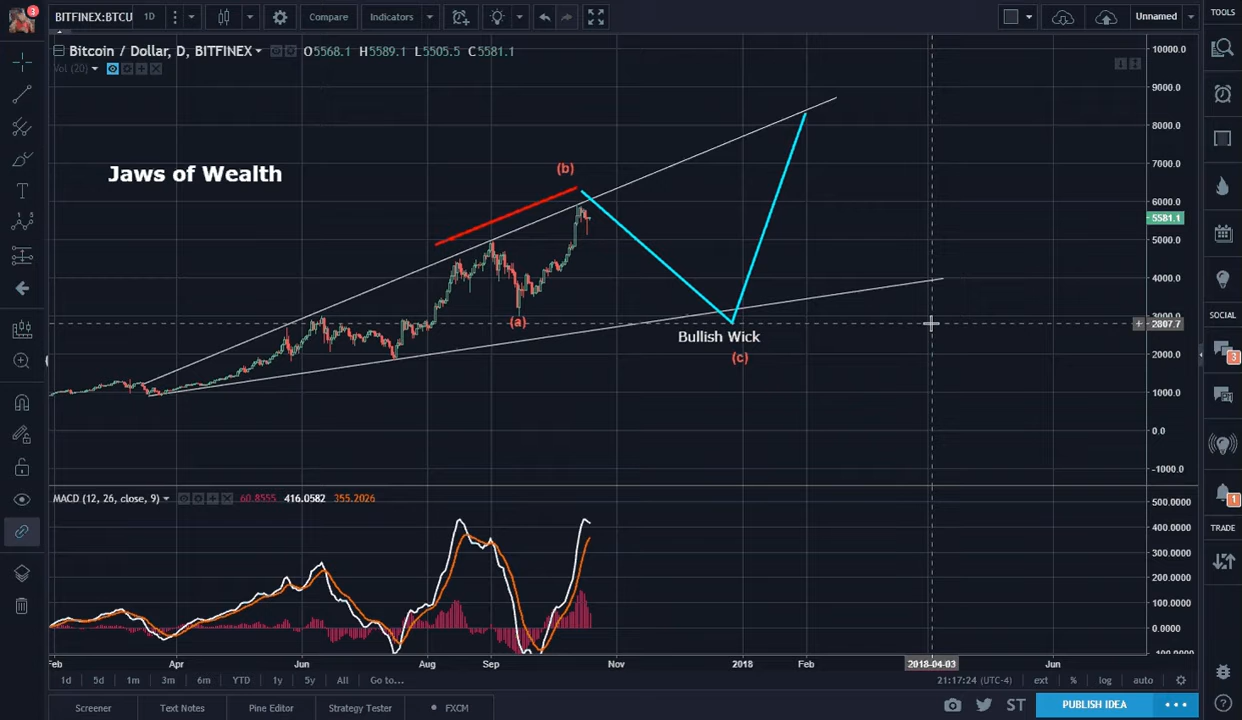 3
BITFINEX:BTCU 1D Compare Indicators Unnamed TOOLS
Bitcoin / Dollar, D, BITFINEX O5568.1 H5589.1 L5505.5 C5581.1
Vol (20)
10000.0
9000.0
8000.0
7000.0
6000.0
5581.1
5000.0
4000.0
3000.0
2807.7
2000.0
1000.0
0.0
-1000.0
Jaws of Wealth
(b)
(a)
Bullish Wick
(c)
SOCIAL
3
MACD (12, 26, close, 9) 60.8555 416.0582 355.2026
500.0000
400.0000
300.0000
200.0000
100.0000
0.0000
-100.0000
1
TRADE
Feb Apr Jun Aug Sep Nov 2018 Feb 2018-04-03 Jun
1d 5d 1m 3m 6m YTD 1y 5y All Go to... 21:17:24 (UTC-4) ext % log auto
Screener Text Notes Pine Editor Strategy Tester FXCM ST PUBLISH IDEA